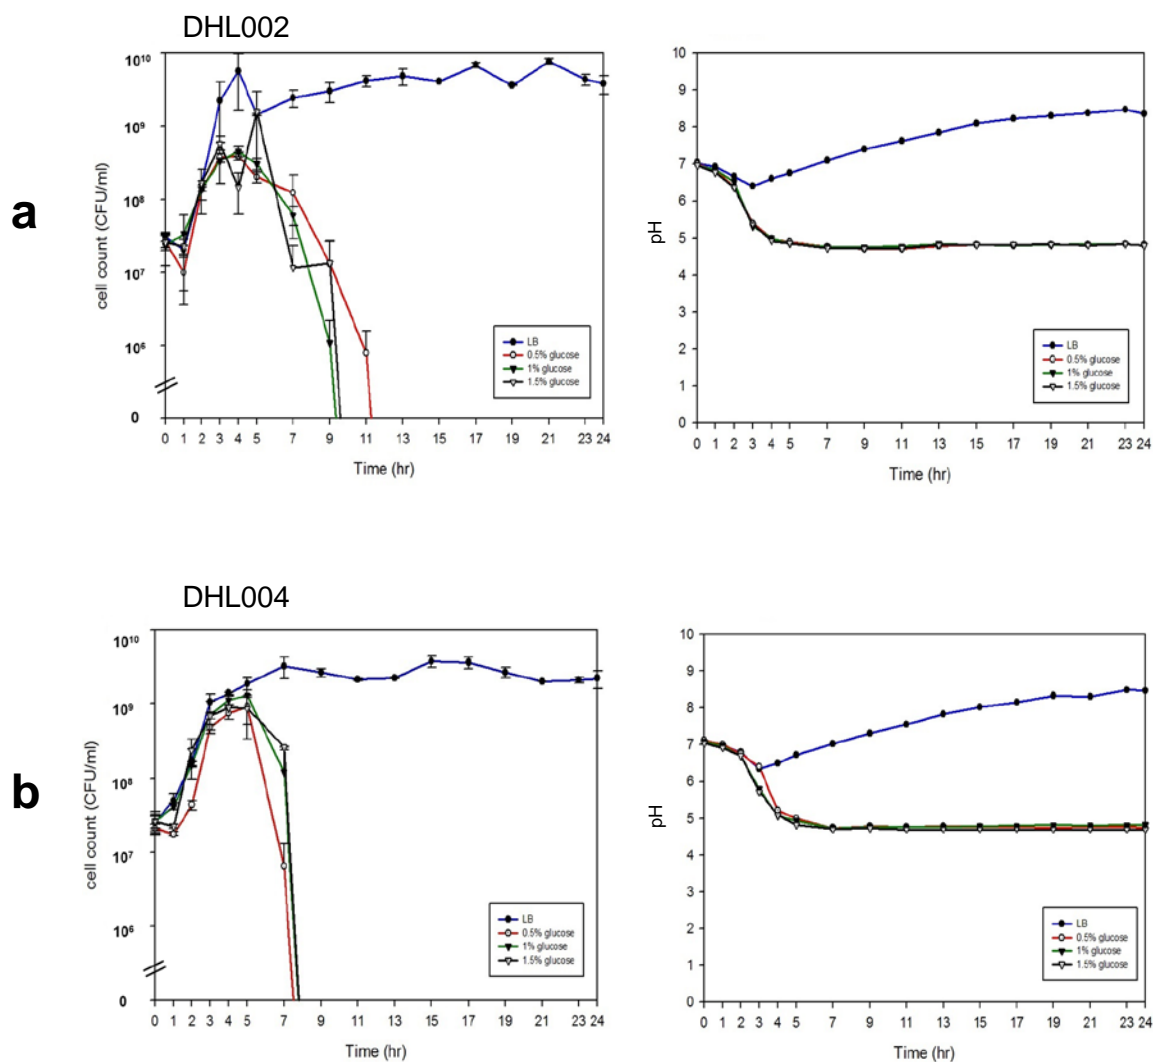 DHL002
a
cell count (CFU/ml)
10¹⁰
10⁹
10⁸
10⁷
10⁶
0
0 1 2 3 4 5 7 9 11 13 15 17 19 21 23 24
Time (hr)
LB
0.5% glucose
1% glucose
1.5% glucose
pH
10
9
8
7
6
5
4
3
2
1
0
0 1 2 3 4 5 7 9 11 13 15 17 19 21 23 24
Time (hr)
LB
0.5% glucose
1% glucose
1.5% glucose
DHL004
b
cell count (CFU/ml)
10¹⁰
10⁹
10⁸
10⁷
10⁶
0
0 1 2 3 4 5 7 9 11 13 15 17 19 21 23 24
Time (hr)
LB
0.5% glucose
1% glucose
1.5% glucose
pH
10
9
8
7
6
5
4
3
2
1
0
0 1 2 3 4 5 7 9 11 13 15 17 19 21 23 24
Time (hr)
LB
0.5% glucose
1% glucose
1.5% glucose